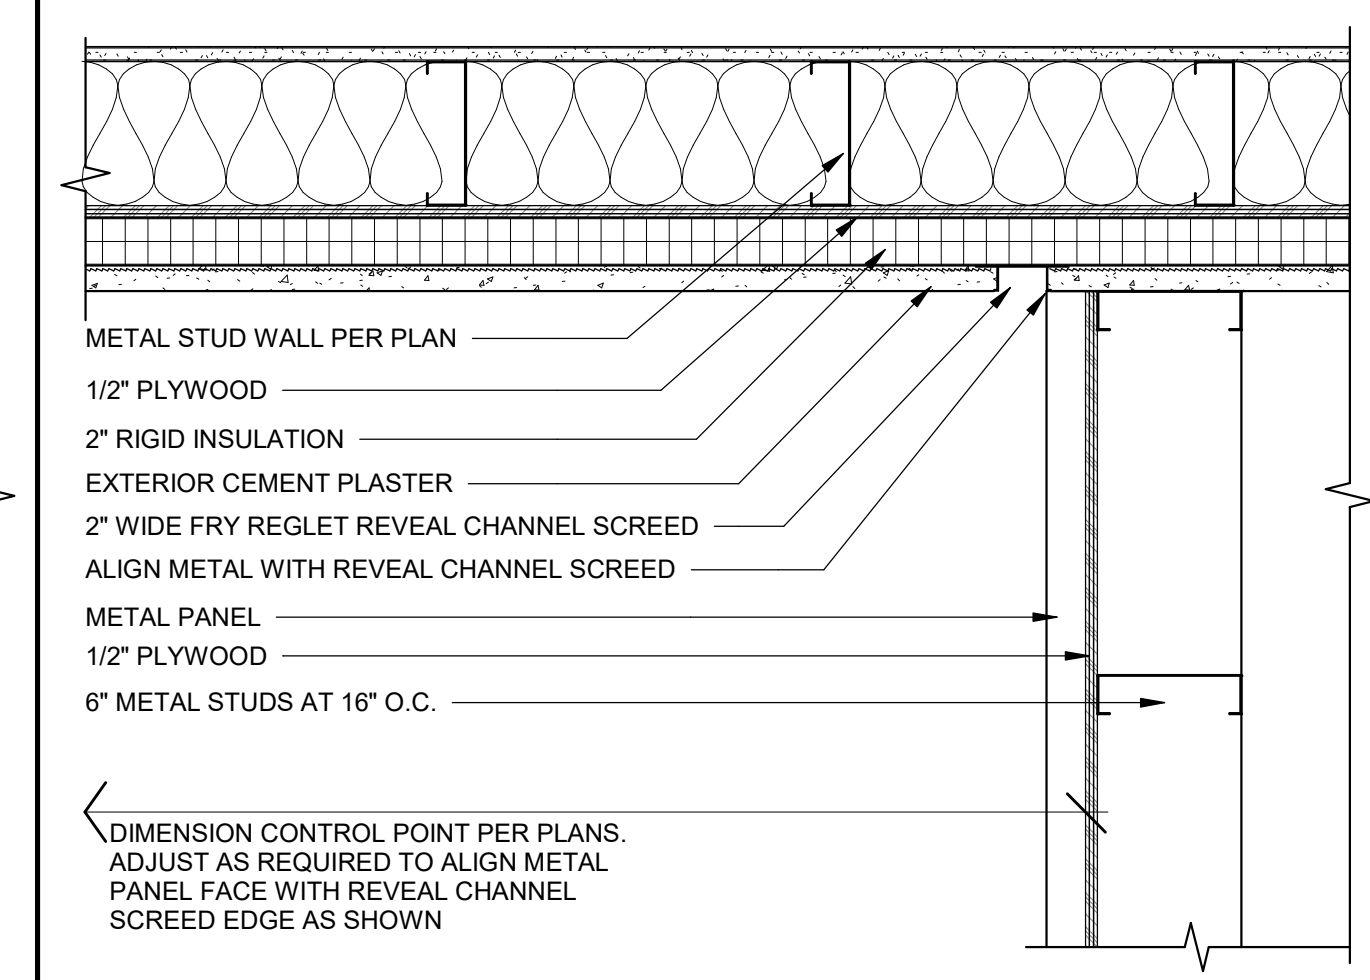 METAL STUD WALL PER PLAN
1/2" PLYWOOD
2" RIGID INSULATION
EXTERIOR CEMENT PLASTER
2" WIDE FRY REGLET REVEAL CHANNEL SCREED
ALIGN METAL WITH REVEAL CHANNEL SCREED
METAL PANEL
1/2" PLYWOOD
6" METAL STUDS AT 16" O.C.
DIMENSION CONTROL POINT PER PLANS.
ADJUST AS REQUIRED TO ALIGN METAL
PANEL FACE WITH REVEAL CHANNEL
SCREED EDGE AS SHOWN